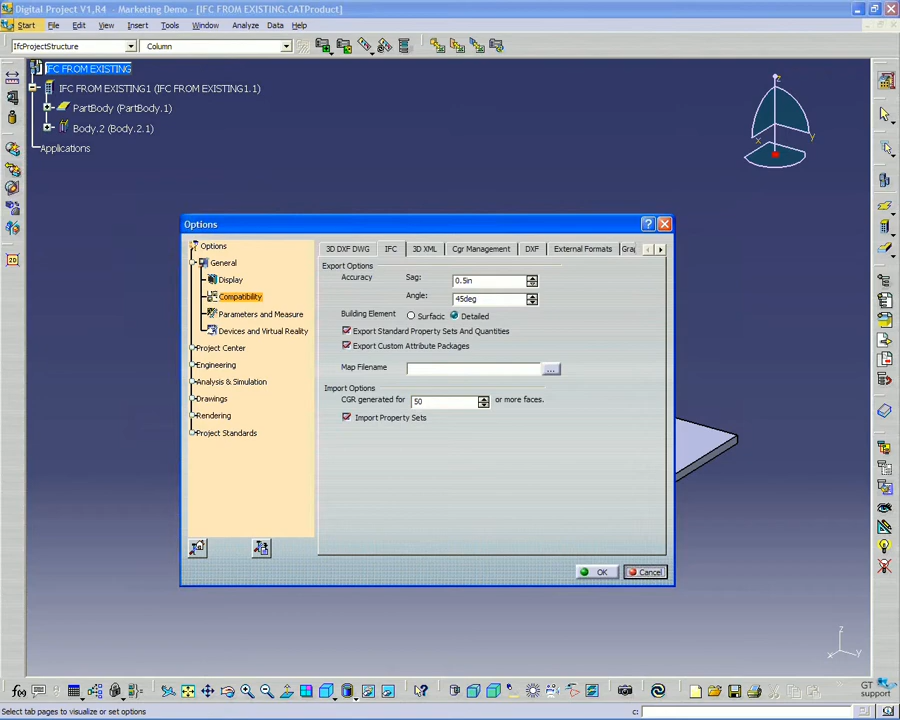 Digital Project V1,R4 - Marketing Demo - [IFC FROM EXISTING.CATProduct]
Start File Edit View Insert Tools Window Analyze Data Help
IfcProjectStructure Column
IFC FROM EXISTING
IFC FROM EXISTING1 (IFC FROM EXISTING1.1)
PartBody (PartBody.1)
Body.2 (Body.2.1)
Applications
z
y
x
Options
Options
General
Display
Compatibility
Parameters and Measure
Devices and Virtual Reality
Project Center
Engineering
Analysis & Simulation
Drawings
Rendering
Project Standards
3D DXF DWG IFC 3D XML Cgr Management DXF External Formats Grap
Export Options
Accuracy Sag: 0.5in
Angle: 45deg
Building Element Surfacic Detailed
Export Standard Property Sets And Quantities
Export Custom Attribute Packages
Map Filename ...
Import Options
CGR generated for 50 or more faces.
Import Property Sets
OK Cancel
z
x y
f(x)
GT
support
Select tab pages to visualize or set options
c: